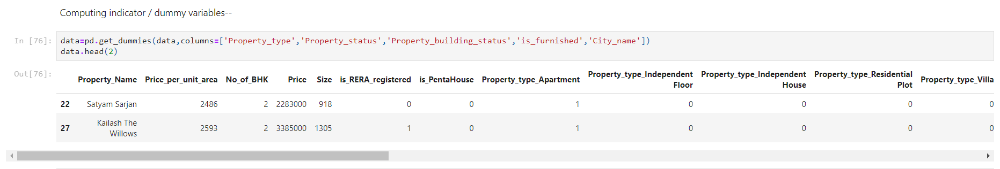 Computing indicator / dummy variables--
In [76]: data=pd.get_dummies(data,columns=['Property_type','Property_status','Property_building_status','is_furnished','City_name'])
data.head(2)
Out[76]:
Property_Name Price_per_unit_area No_of_BHK Price Size is_RERA_registered is_PentaHouse Property_type_Apartment Property_type_Independent Floor Property_type_Independent House Property_type_Residential Plot Property_type_Villa
22 Satyam Sarjan 2486 2 2283000 918 0 0 1 0 0 0 0
27 Kailash The Willows 2593 2 3385000 1305 1 0 1 0 0 0 0